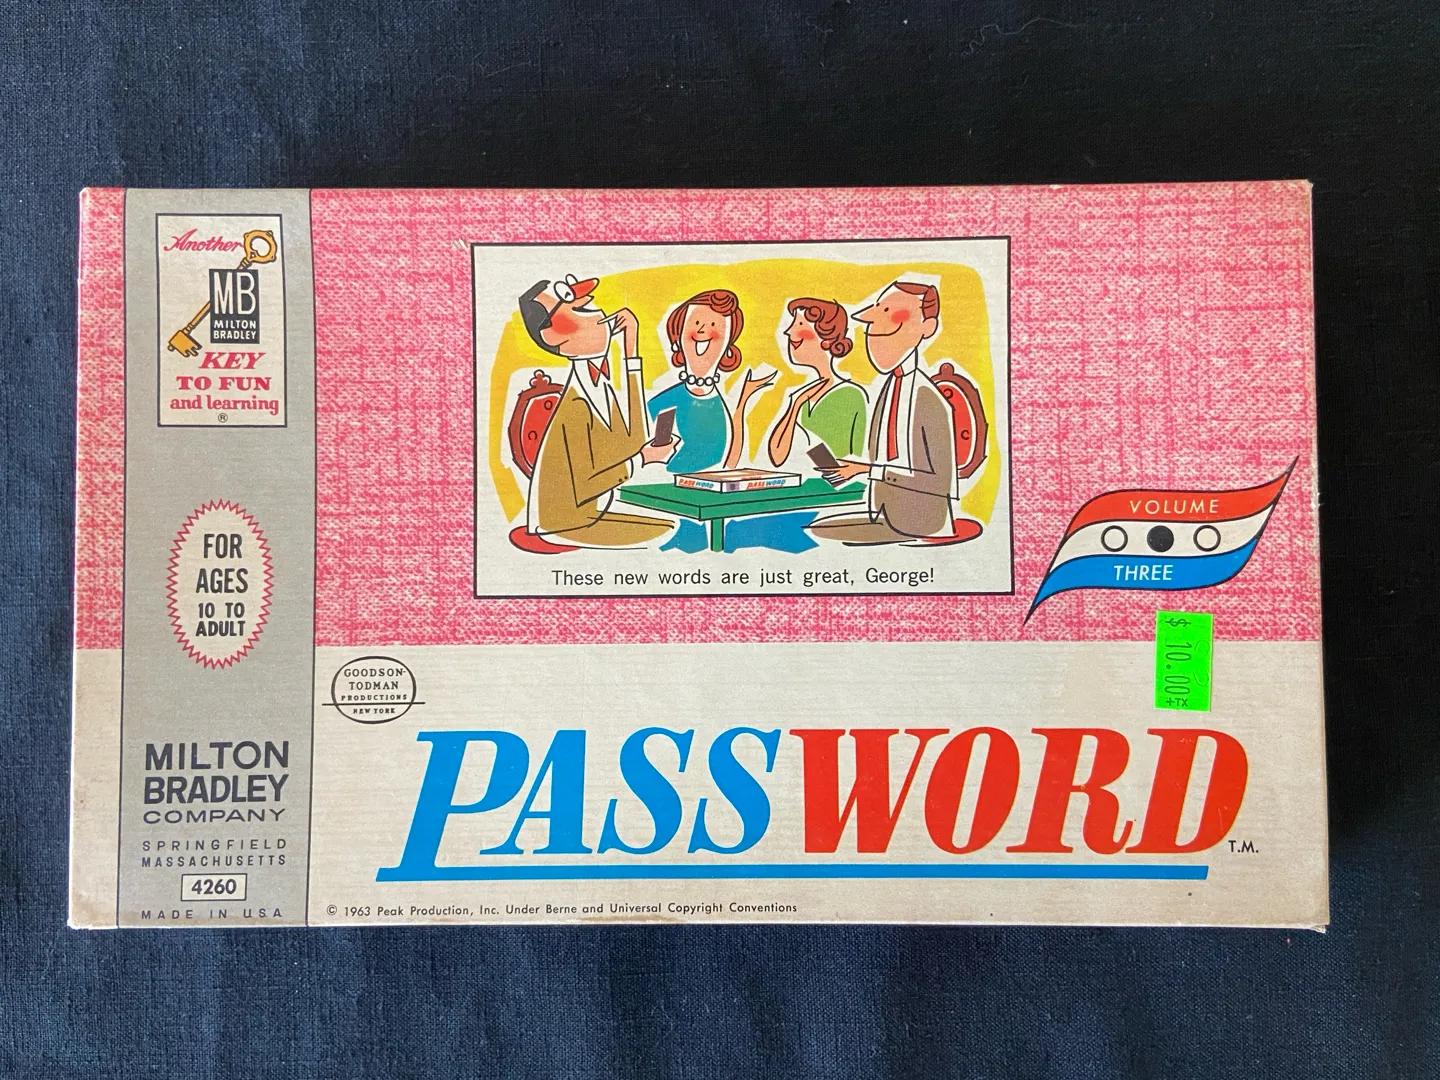 Another
MB
MILTON
BRADLEY
KEY
TO FUN
and learning
®
FOR
AGES
10 TO
ADULT
MILTON
BRADLEY
COMPANY
SPRINGFIELD
MASSACHUSETTS
4260
MADE IN U.S.A
PASSWORD
PASSWORD
These new words are just great, George!
VOLUME
THREE
$10.00
+TX
GOODSON-
TODMAN
PRODUCTIONS
NEW YORK
PASSWORD T.M.
© 1963 Peak Production, Inc. Under Berne and Universal Copyright Conventions